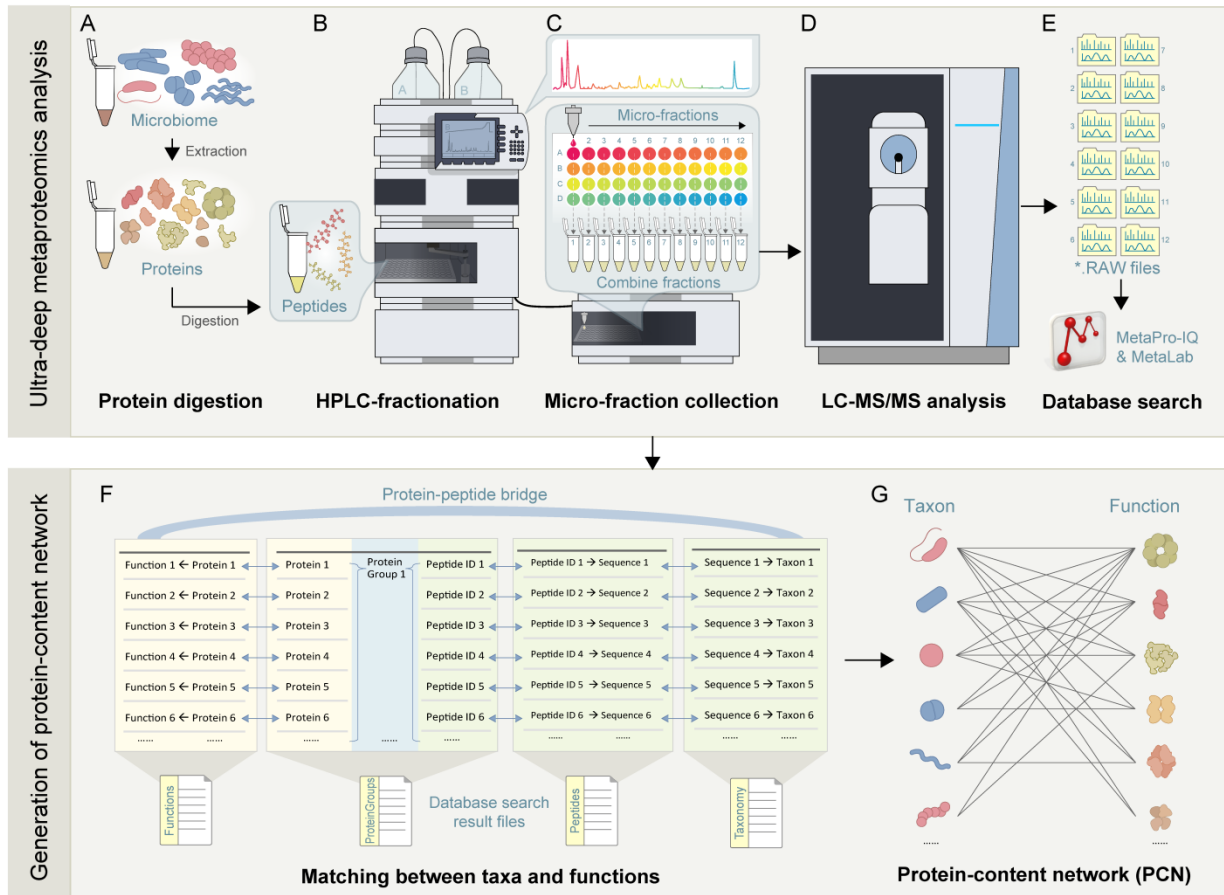 Ultra-deep metaproteomics analysis
A
Microbiome
Extraction
Proteins
Digestion
Protein digestion
B
A
B
Peptides
HPLC-fractionation
C
Micro-fractions
1 2 3 4 5 6 7 8 9 10 11 12
A
B
C
D
1 2 3 4 5 6 7 8 9 10 11 12
Combine fractions
Micro-fraction collection
D
LC-MS/MS analysis
E
1 7
2 8
3 9
4 10
5 11
6 12
*.RAW files
MetaPro-IQ
& MetaLab
Database search
Generation of protein-content network
F
Protein-peptide bridge
Function 1 ← Protein 1 Protein 1 Protein Peptide ID 1 Peptide ID 1 → Sequence 1 Sequence 1 → Taxon 1
Group 1
Function 2 ← Protein 2 Protein 2 Peptide ID 2 Peptide ID 2 → Sequence 2 Sequence 2 → Taxon 2
Function 3 ← Protein 3 Protein 3 Peptide ID 3 Peptide ID 3 → Sequence 3 Sequence 3 → Taxon 3
Function 4 ← Protein 4 Protein 4 Peptide ID 4 Peptide ID 4 → Sequence 4 Sequence 4 → Taxon 4
Function 5 ← Protein 5 Protein 5 Peptide ID 5 Peptide ID 5 → Sequence 5 Sequence 5 → Taxon 5
Function 6 ← Protein 6 Protein 6 Peptide ID 6 Peptide ID 6 → Sequence 6 Sequence 6 → Taxon 6
...... ...... ...... ...... ...... ...... ...... ...... ......
Functions
ProteinGroups
Database search
result files
Peptides
Taxonomy
Matching between taxa and functions
G
Taxon Function
...... ......
Protein-content network (PCN)